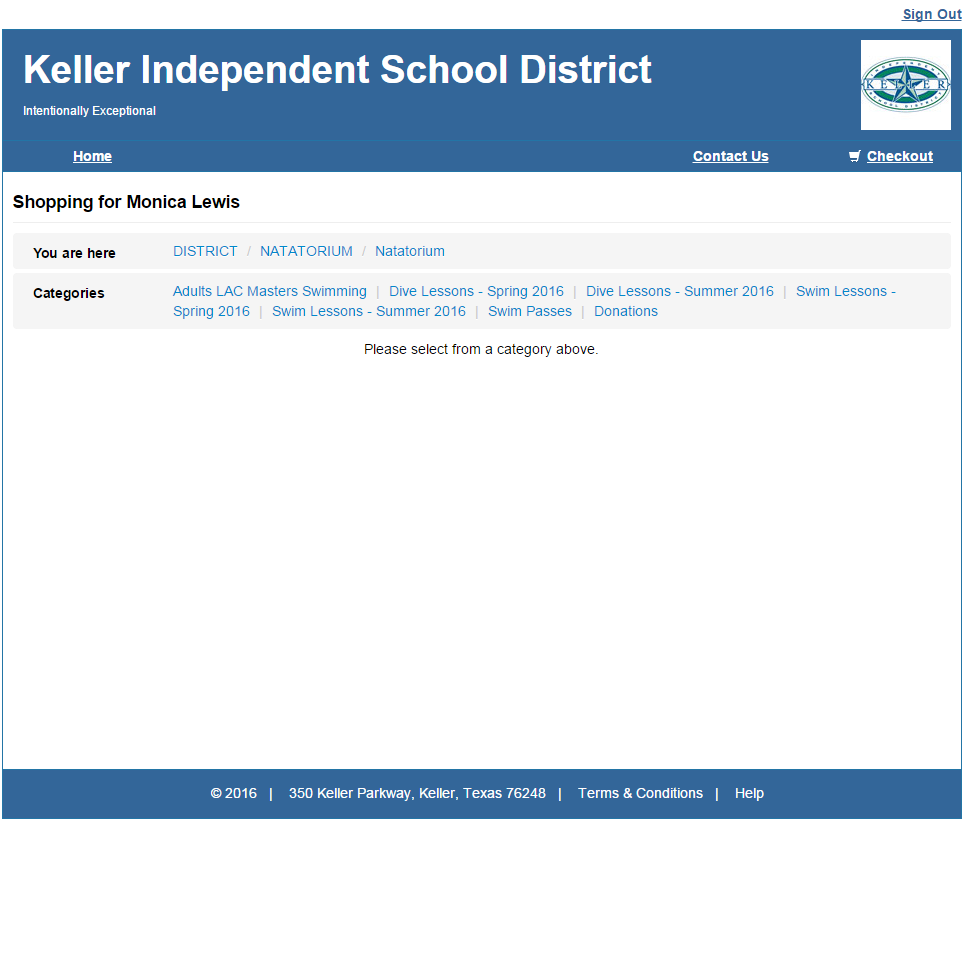 Sign Out
Keller Independent School District
Intentionally Exceptional
INDEPENDENT
KELLER
SCHOOL DISTRICT
Home Contact Us Checkout
Shopping for Monica Lewis
You are here DISTRICT / NATATORIUM / Natatorium
Categories Adults LAC Masters Swimming | Dive Lessons - Spring 2016 | Dive Lessons - Summer 2016 | Swim Lessons -
Spring 2016 | Swim Lessons - Summer 2016 | Swim Passes | Donations
Please select from a category above.
© 2016 | 350 Keller Parkway, Keller, Texas 76248 | Terms & Conditions | Help